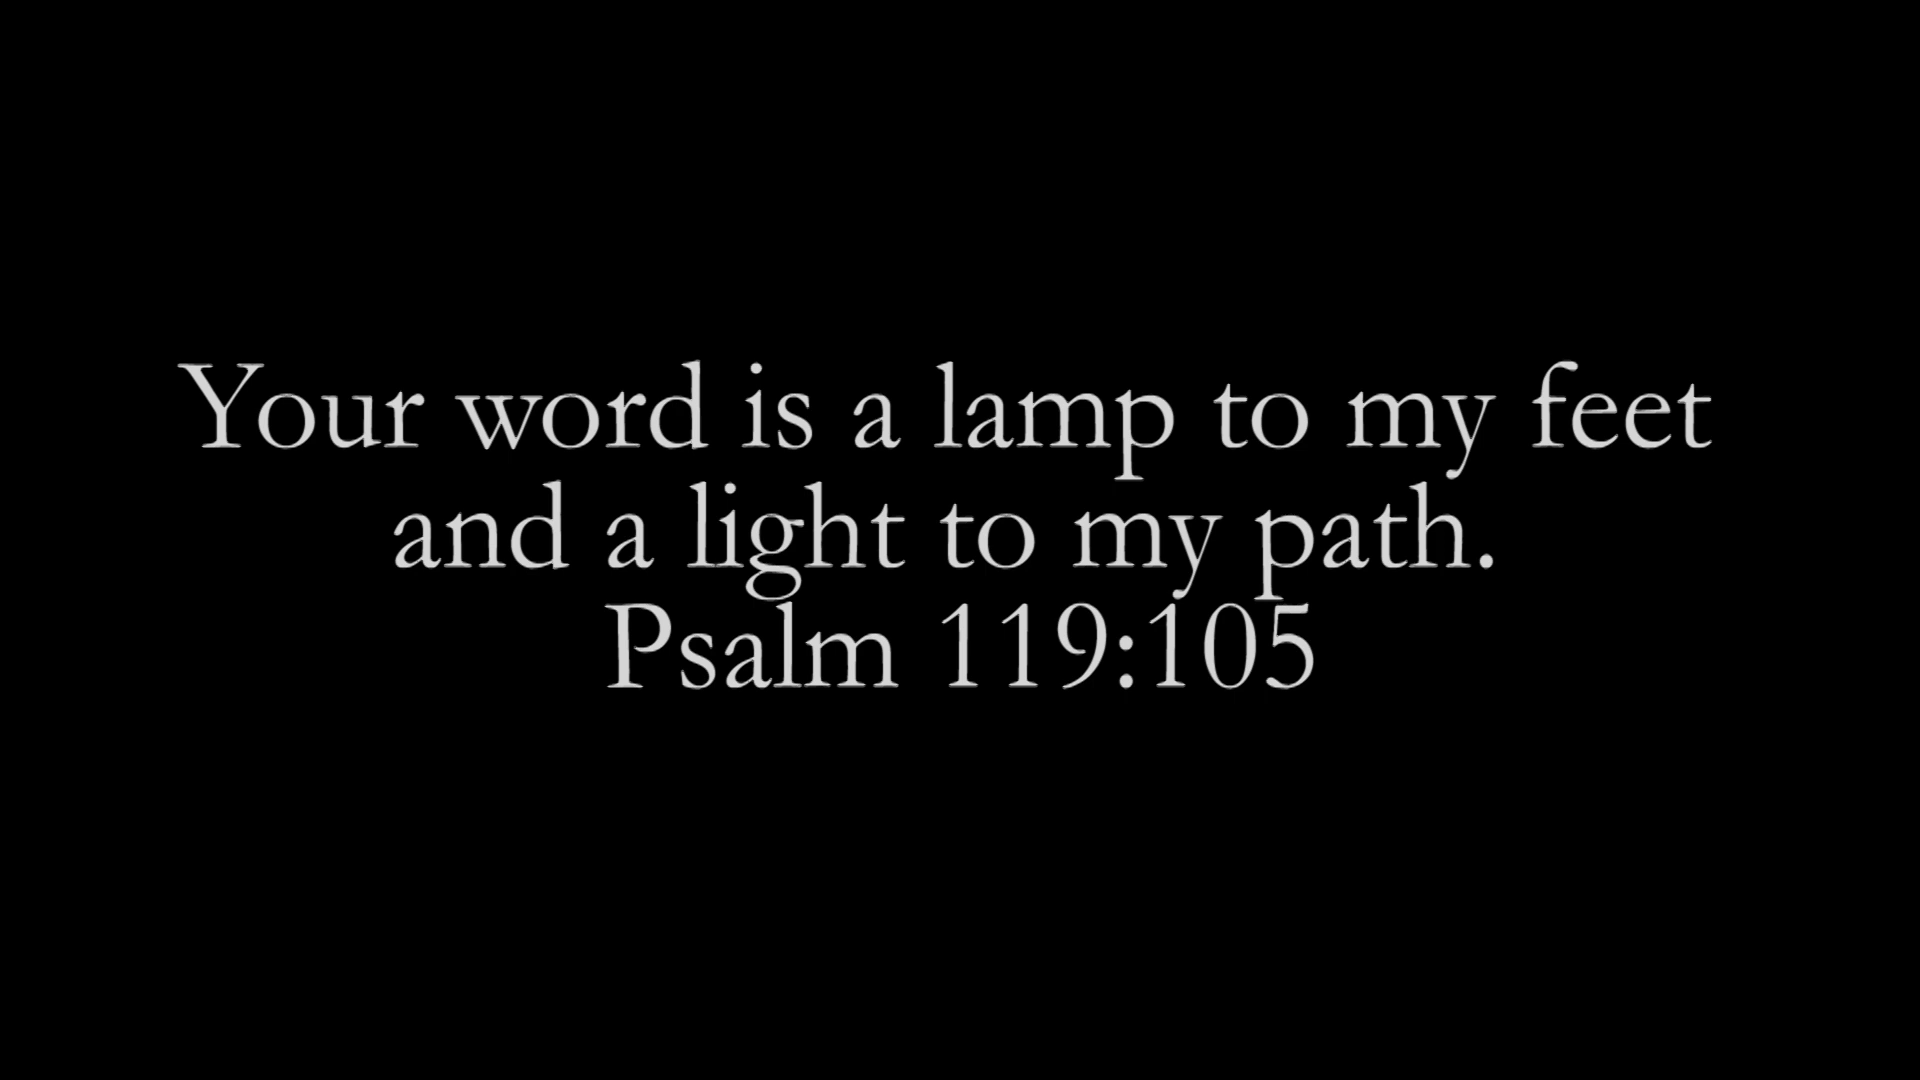 Your word is a lamp to my feet
and a light to my path.
Psalm 119:105